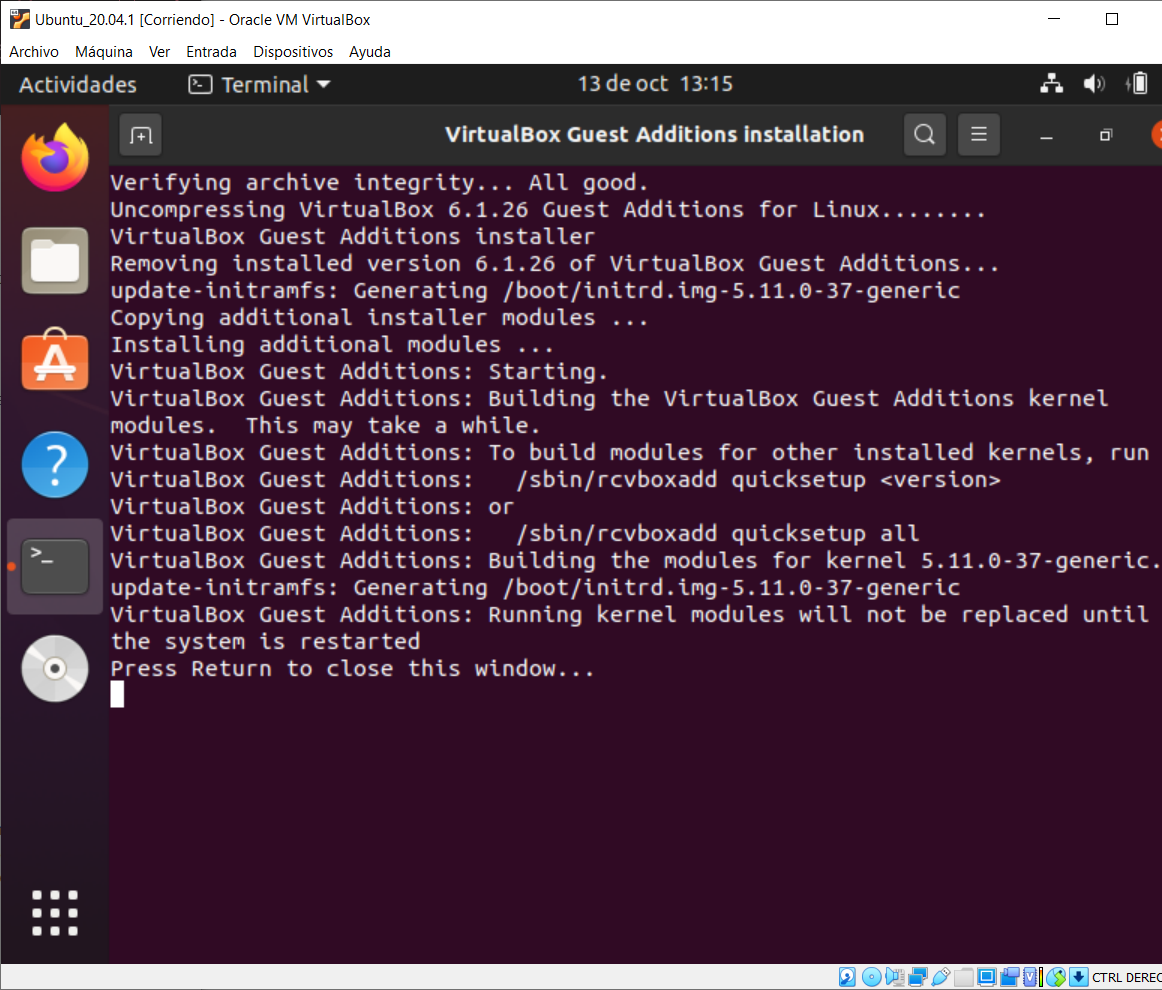 Ubuntu_20.04.1 [Corriendo] - Oracle VM VirtualBox
Archivo Máquina Ver Entrada Dispositivos Ayuda
Actividades Terminal 13 de oct 13:15
VirtualBox Guest Additions installation
Verifying archive integrity... All good.
Uncompressing VirtualBox 6.1.26 Guest Additions for Linux........
VirtualBox Guest Additions installer
Removing installed version 6.1.26 of VirtualBox Guest Additions...
update-initramfs: Generating /boot/initrd.img-5.11.0-37-generic
Copying additional installer modules ...
Installing additional modules ...
VirtualBox Guest Additions: Starting.
VirtualBox Guest Additions: Building the VirtualBox Guest Additions kernel
modules.  This may take a while.
VirtualBox Guest Additions: To build modules for other installed kernels, run
VirtualBox Guest Additions:   /sbin/rcvboxadd quicksetup <version>
VirtualBox Guest Additions: or
VirtualBox Guest Additions:   /sbin/rcvboxadd quicksetup all
VirtualBox Guest Additions: Building the modules for kernel 5.11.0-37-generic.
update-initramfs: Generating /boot/initrd.img-5.11.0-37-generic
VirtualBox Guest Additions: Running kernel modules will not be replaced until
the system is restarted
Press Return to close this window...
CTRL DEREC